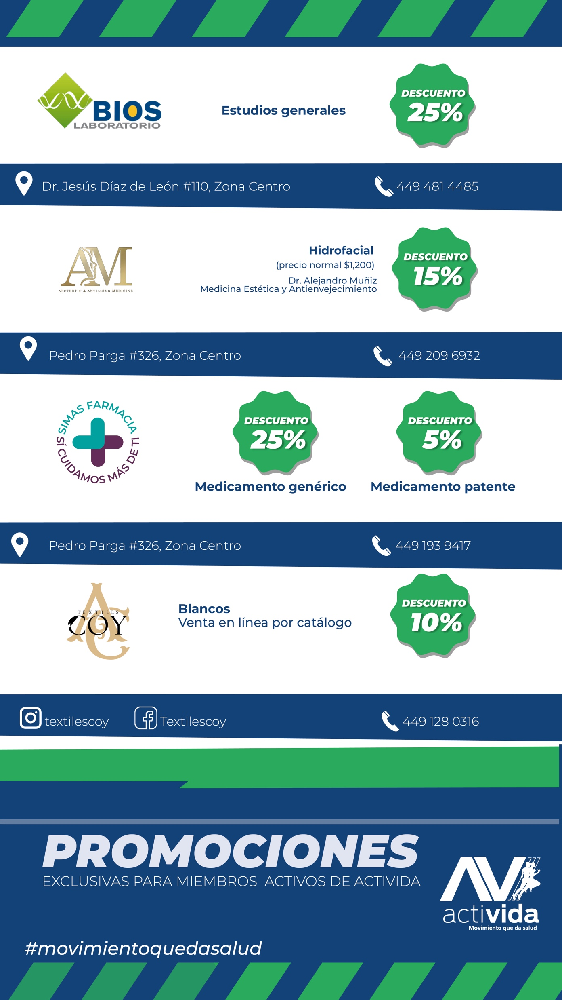 BIOS
LABORATORIO
Estudios generales
DESCUENTO
25%
Dr. Jesús Díaz de León #110, Zona Centro
449 481 4485
AM
AESTHETIC & ANTIAGING MEDICINE
Hidrofacial
(precio normal $1,200)
Dr. Alejandro Muñiz
Medicina Estética y Antienvejecimiento
DESCUENTO
15%
Pedro Parga #326, Zona Centro
449 209 6932
SIMAS FARMACIA
SÍ CUIDAMOS MÁS DE TI
DESCUENTO
25%
Medicamento genérico
DESCUENTO
5%
Medicamento patente
Pedro Parga #326, Zona Centro
449 193 9417
AC
TEXTILES
COY
Blancos
Venta en línea por catálogo
DESCUENTO
10%
textilescoy
Textilescoy
449 128 0316
PROMOCIONES
EXCLUSIVAS PARA MIEMBROS  ACTIVOS DE ACTIVIDA
AV
activida
Movimiento que da salud
#movimientoquedasalud